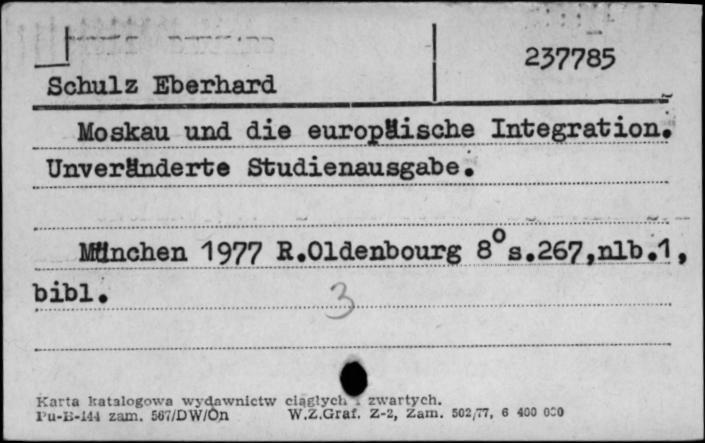 237785
Schulz Eberhard
Moskau und die europäische Integration.
Unveränderte Studienausgabe.
München 1977 R.Oldenbourg 8° s.267,nlb.1,
bibl.
3
Karta katalogowa wydawnictw ciągłych i zwartych.
Pu-B-144 zam. 567/DW/On W.Z.Graf. Z-2, Zam. 502/77, 6 400 000